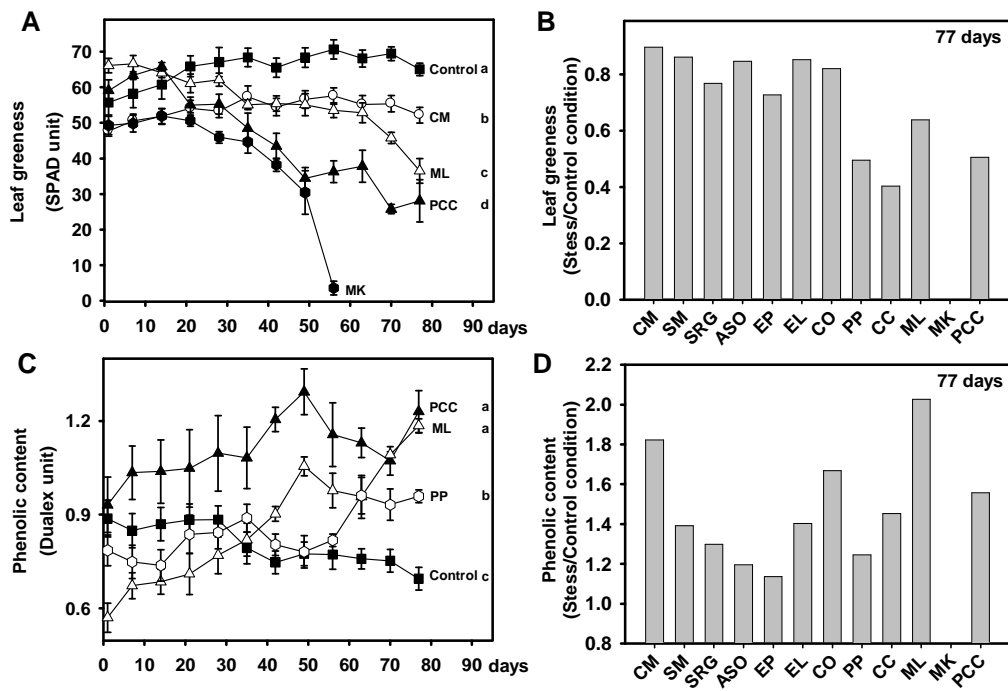 A
Leaf greenness
(SPAD unit)
80
70
60
50
40
30
20
10
0
Control a
CM b
ML c
PCC d
MK
0 10 20 30 40 50 60 70 80 90 days
B
77 days
Leaf greenness
(Stess/Control condition)
0.8
0.6
0.4
0.2
0.0
CM SM SRG ASO EP EL CO PP CC ML MK PCC
C
Phenolic content
(Dualex unit)
1.2
0.9
0.6
PCC a
ML a
PP b
Control c
0 10 20 30 40 50 60 70 80 90 days
D
77 days
Phenolic content
(Stess/Control condition)
2.2
2.0
1.8
1.6
1.4
1.2
1.0
0.8
CM SM SRG ASO EP EL CO PP CC ML MK PCC